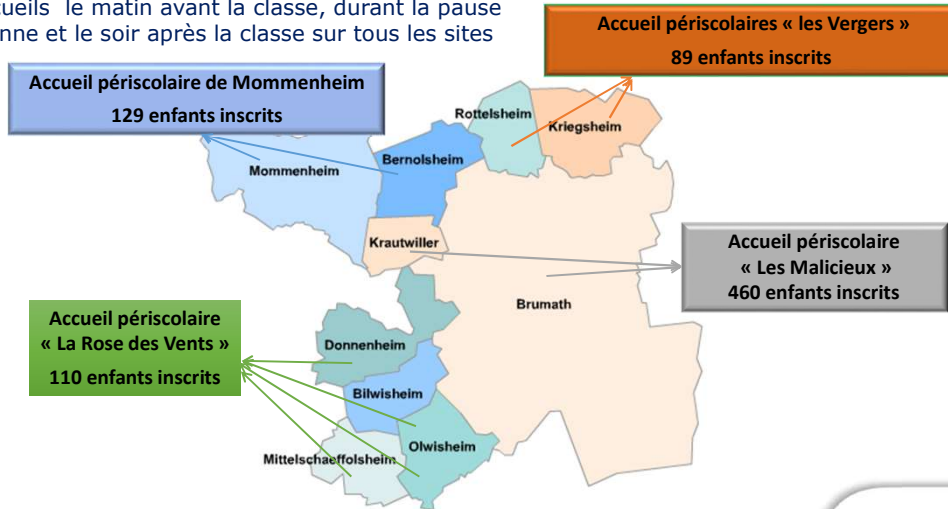 cueils le matin avant la classe, durant la pause
enne et le soir après la classe sur tous les sites
Accueil périscolaires « les Vergers »
89 enfants inscrits
Accueil périscolaire de Mommenheim
129 enfants inscrits
Rottelsheim
Kriegsheim
Bernolsheim
Mommenheim
Krautwiller
Accueil périscolaire
« Les Malicieux »
460 enfants inscrits
Brumath
Accueil périscolaire
« La Rose des Vents »
110 enfants inscrits
Donnenheim
Bilwisheim
Olwisheim
Mittelschaeffolsheim